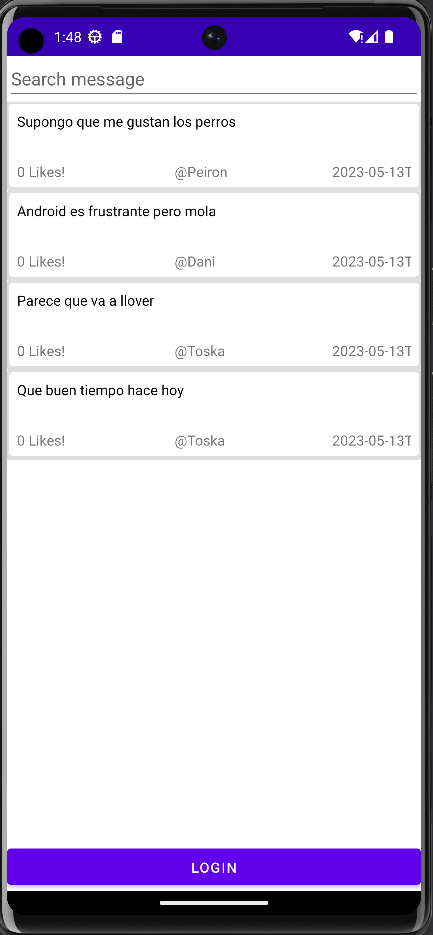 1:48
Search message
Supongo que me gustan los perros
0 Likes! @Peiron 2023-05-13T
Android es frustrante pero mola
0 Likes! @Dani 2023-05-13T
Parece que va a llover
0 Likes! @Toska 2023-05-13T
Que buen tiempo hace hoy
0 Likes! @Toska 2023-05-13T
LOGIN